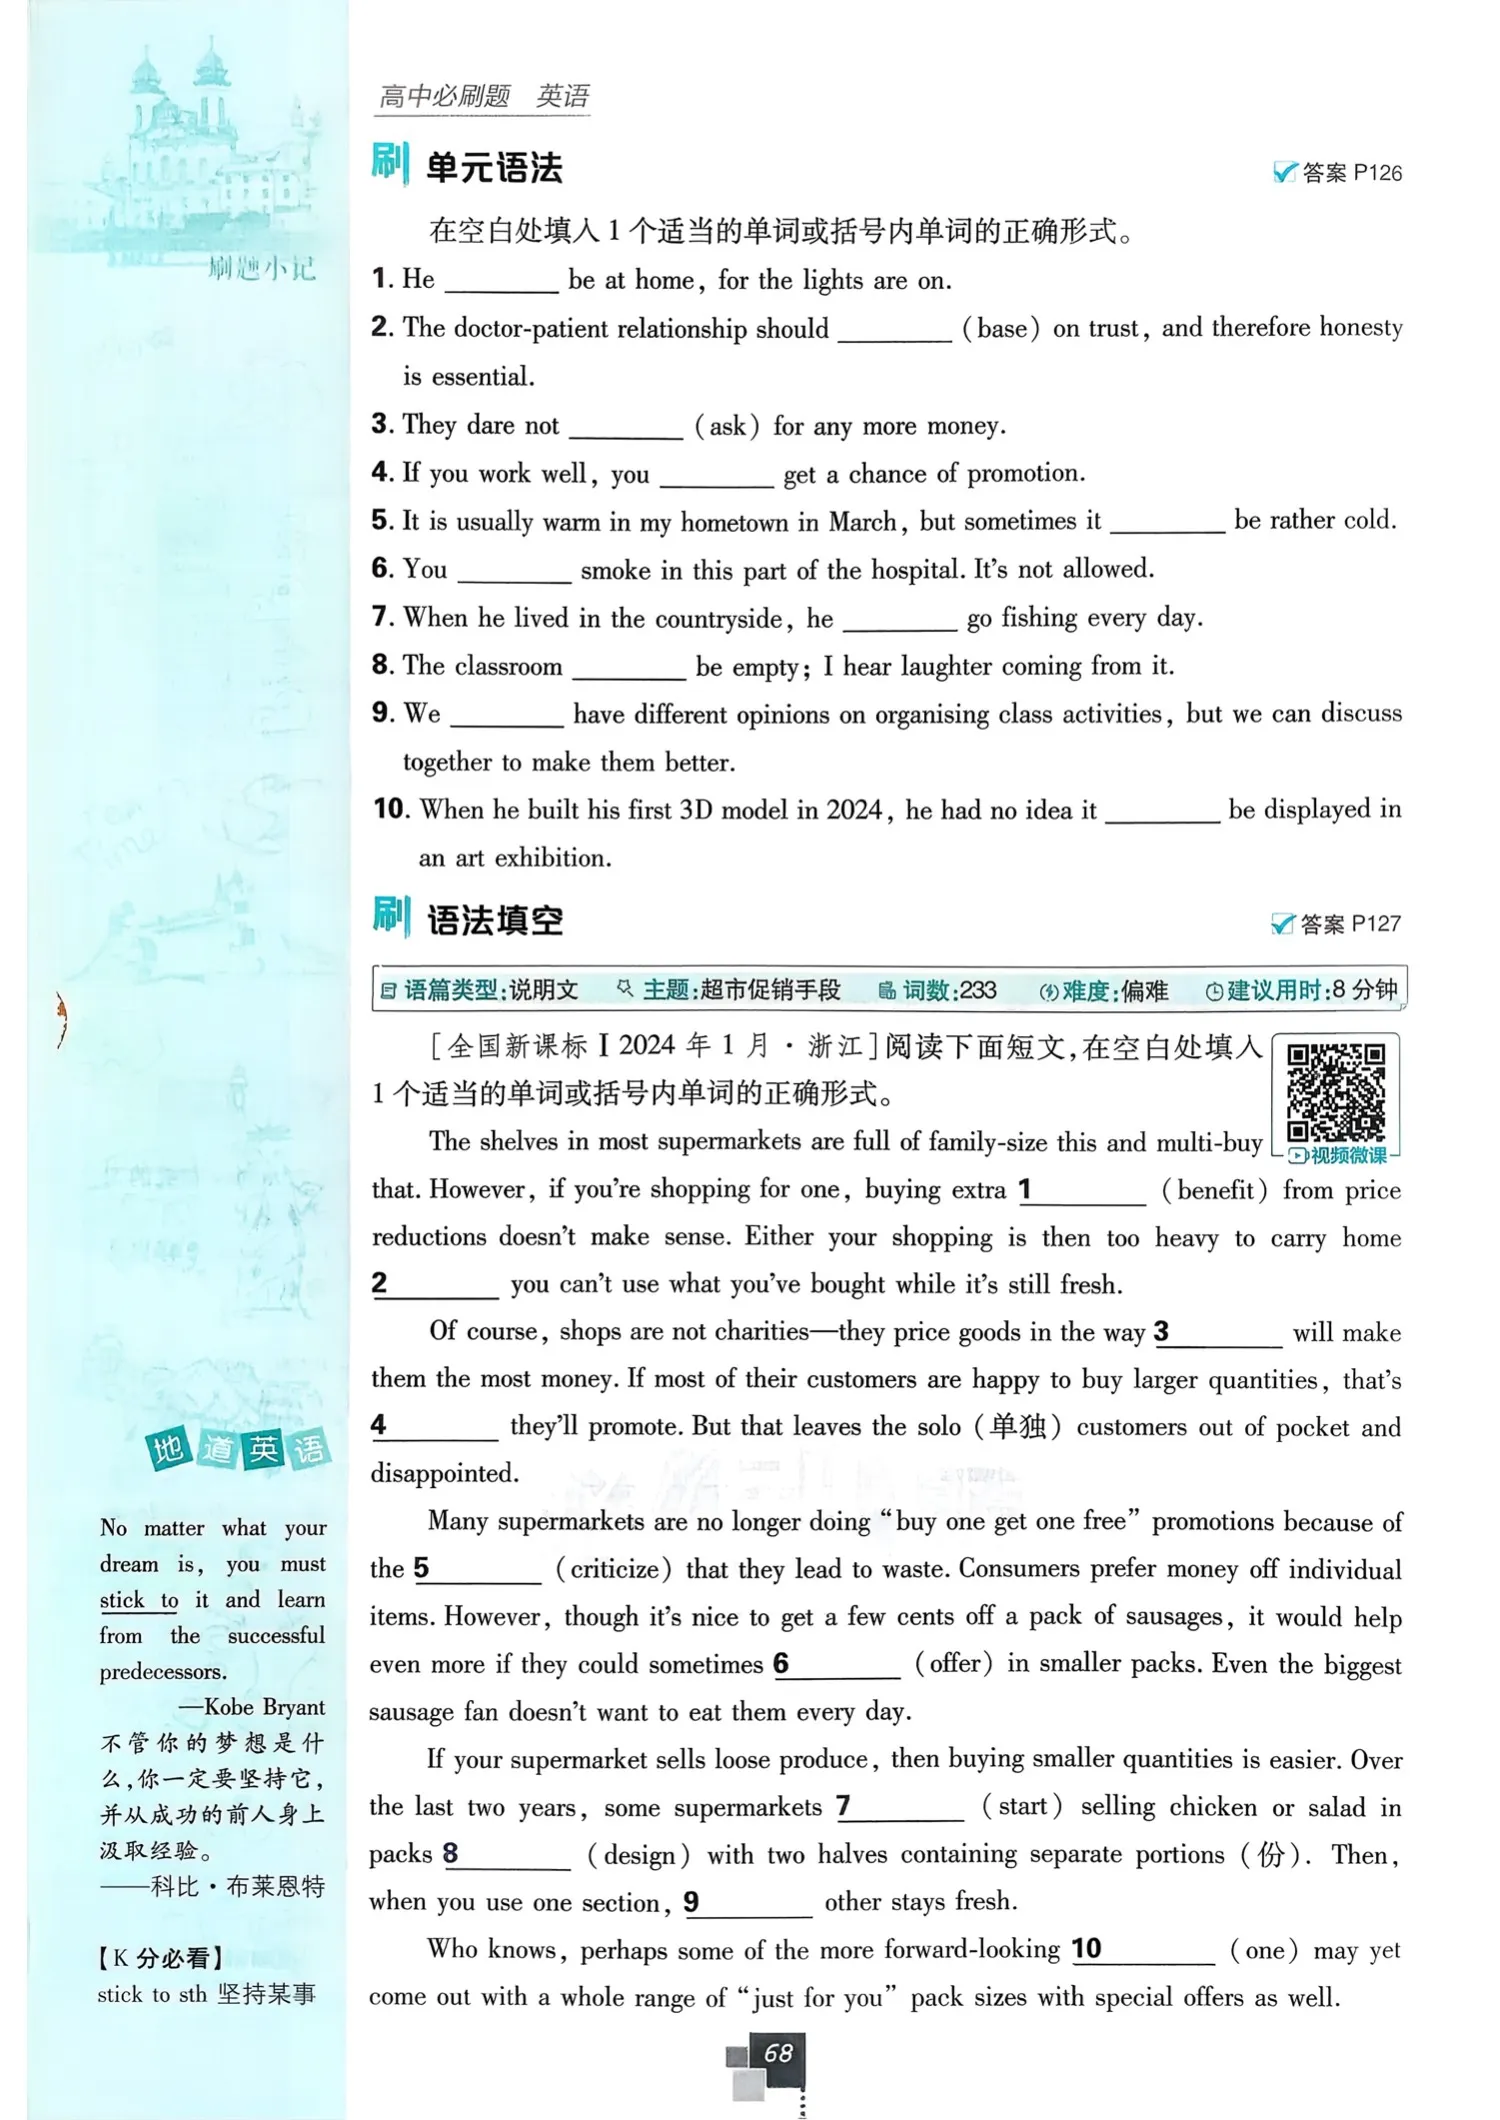 高中必刷题 英语
刷 单元语法
答案 P126
在空白处填入 1 个适当的单词或括号内单词的正确形式。
1. He ________ be at home, for the lights are on.
2. The doctor-patient relationship should ________ (base) on trust, and therefore honesty
is essential.
3. They dare not ________ (ask) for any more money.
4. If you work well, you ________ get a chance of promotion.
5. It is usually warm in my hometown in March, but sometimes it ________ be rather cold.
6. You ________ smoke in this part of the hospital. It's not allowed.
7. When he lived in the countryside, he ________ go fishing every day.
8. The classroom ________ be empty; I hear laughter coming from it.
9. We ________ have different opinions on organising class activities, but we can discuss
together to make them better.
10. When he built his first 3D model in 2024, he had no idea it ________ be displayed in
an art exhibition.
刷 语法填空
答案 P127
语篇类型:说明文 主题:超市促销手段 词数:233 难度:偏难 建议用时:8 分钟
[全国新课标 I 2024 年 1 月·浙江]阅读下面短文,在空白处填入
1 个适当的单词或括号内单词的正确形式。
视频微课
The shelves in most supermarkets are full of family-size this and multi-buy
that. However, if you're shopping for one, buying extra 1________ (benefit) from price
reductions doesn't make sense. Either your shopping is then too heavy to carry home
2________ you can't use what you've bought while it's still fresh.
Of course, shops are not charities—they price goods in the way 3________ will make
them the most money. If most of their customers are happy to buy larger quantities, that's
4________ they'll promote. But that leaves the solo (单独) customers out of pocket and
disappointed.
Many supermarkets are no longer doing “buy one get one free” promotions because of
the 5________ (criticize) that they lead to waste. Consumers prefer money off individual
items. However, though it's nice to get a few cents off a pack of sausages, it would help
even more if they could sometimes 6________ (offer) in smaller packs. Even the biggest
sausage fan doesn't want to eat them every day.
If your supermarket sells loose produce, then buying smaller quantities is easier. Over
the last two years, some supermarkets 7________ (start) selling chicken or salad in
packs 8________ (design) with two halves containing separate portions (份). Then,
when you use one section, 9________ other stays fresh.
Who knows, perhaps some of the more forward-looking 10________ (one) may yet
come out with a whole range of “just for you” pack sizes with special offers as well.
刷题小记
地道英语
No matter what your
dream is, you must
stick to it and learn
from the successful
predecessors.
—Kobe Bryant
不管你的梦想是什
么,你一定要坚持它,
并从成功的前人身上
汲取经验。
——科比·布莱恩特
【K 分必看】
stick to sth 坚持某事
68